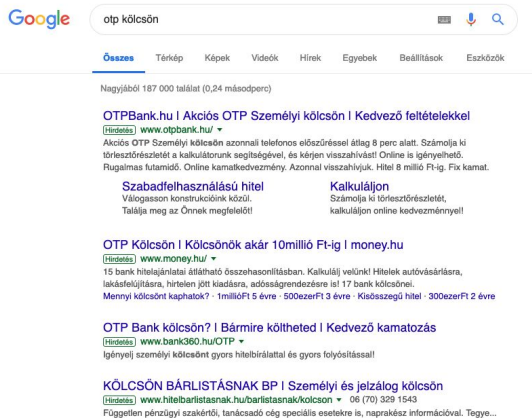 Google
otp kölcsön
Összes Térkép Képek Videók Hírek Egyebek Beállítások Eszközök
Nagyjából 187 000 találat (0,24 másodperc)
OTPBank.hu | Akciós OTP Személyi kölcsön | Kedvező feltételekkel
Hirdetés www.otpbank.hu/
Akciós OTP Személyi kölcsön azonnali telefonos előszűréssel átlag 8 perc alatt. Számolja ki
törlesztőrészletét a kalkulátorunk segítségével, és kérjen visszahívást! Online is igényelhető.
Rugalmas futamidő. Online kamatkedvezmény. Azonnal visszahívjuk. Hitel 8 millió Ft-ig. Fix kamat.
Szabadfelhasználású hitel
Válogasson konstrukcióink közül.
Találja meg az Önnek megfelelőt!
Kalkuláljon
Számolja ki törlesztőrészletét,
kalkuláljon online kedvezménnyel!
OTP Kölcsön | Kölcsönök akár 10millió Ft-ig | money.hu
Hirdetés www.money.hu/
15 bank hitelajánlatai átlátható összehasonlításban. Kalkulálj velünk! Hitelek autóvásárlásra,
lakásfelújításra, hirtelen jött kiadásra, adósságrendezésre is! 17 bank kölcsönei.
Mennyi kölcsönt kaphatok? · 1millióFt 5 évre · 500ezerFt 3 évre · Kisösszegű hitel · 300ezerFt 2 évre
OTP Bank kölcsön? | Bármire költheted | Kedvező kamatozás
Hirdetés www.bank360.hu/OTP
Igényelj személyi kölcsönt gyors hitelbírálattal és gyors folyósítással!
KÖLCSÖN BÁRLISTÁSNAK BP | Személyi és jelzálog kölcsön
Hirdetés www.hitelbarlistasnak.hu/barlistasnak/kolcson 06 (70) 329 1543
Független pénzügyi szakértői, tanácsadó cég speciális esetekre is, naprakész információval. Tegye...